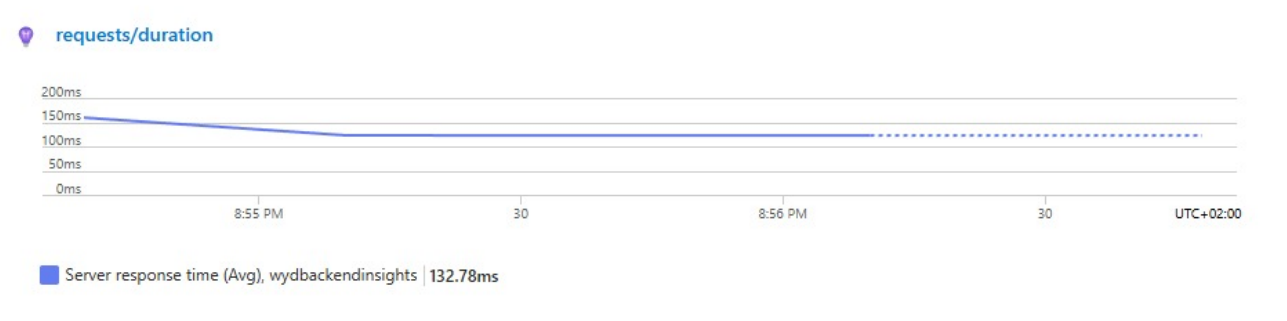 requests/duration
200ms
150ms
100ms
50ms
0ms
8:55 PM 30 8:56 PM 30 UTC+02:00
Server response time (Avg), wydbackendinsights 132.78ms